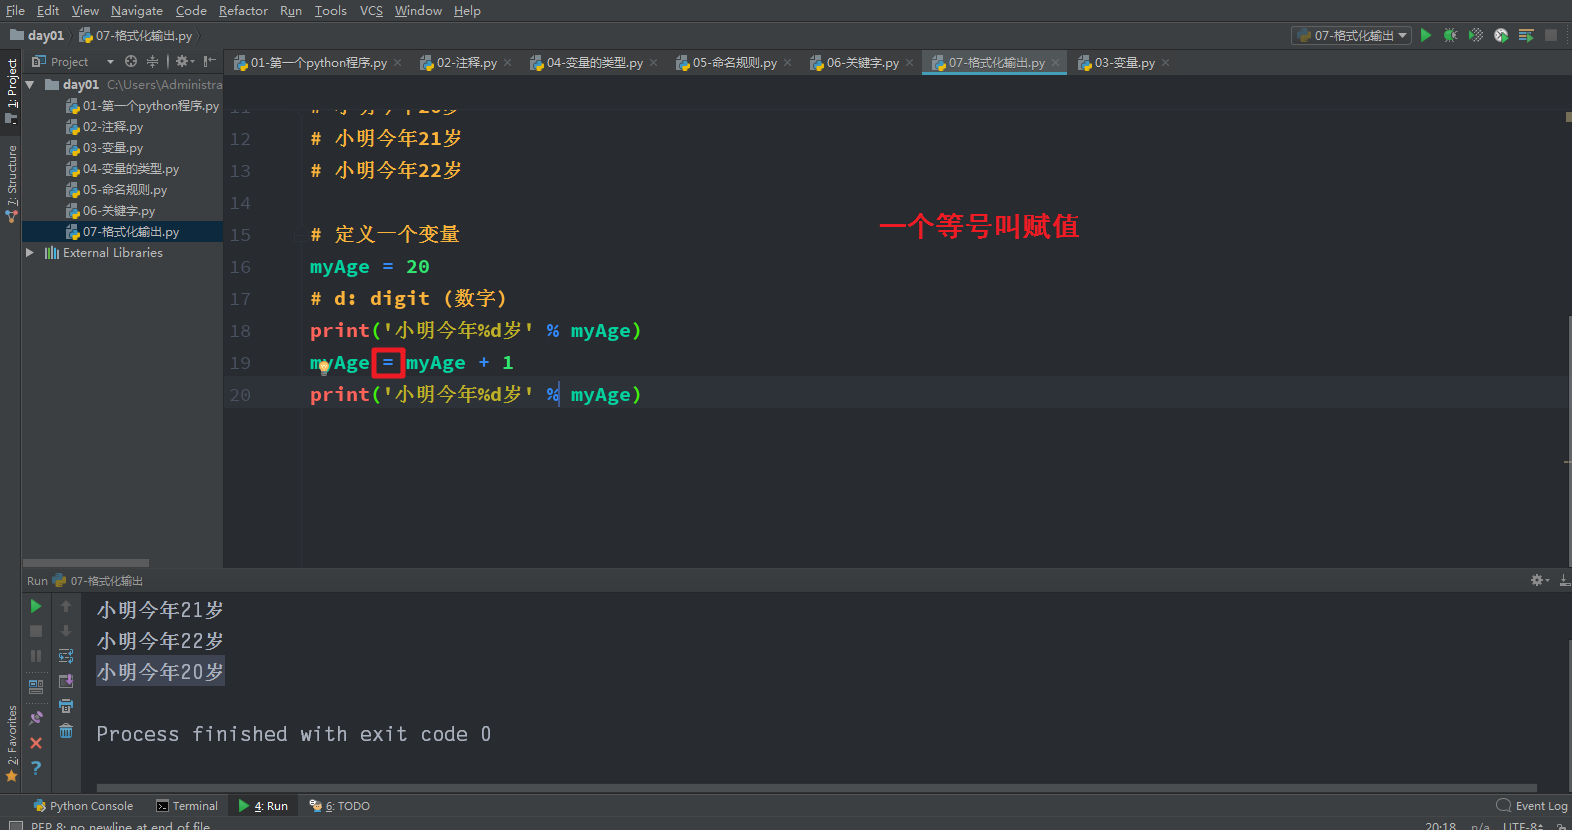 File Edit View Navigate Code Refactor Run Tools VCS Window Help
day01 07-格式化输出.py
07-格式化输出
1: Project
7: Structure
2: Favorites
Project
01-第一个python程序.py
02-注释.py
04-变量的类型.py
05-命名规则.py
06-关键字.py
07-格式化输出.py
03-变量.py
day01 C:\Users\Administra
01-第一个python程序.py
02-注释.py
03-变量.py
04-变量的类型.py
05-命名规则.py
06-关键字.py
07-格式化输出.py
External Libraries
11 # 小明今年20岁
12 # 小明今年21岁
13 # 小明今年22岁
14
15 # 定义一个变量
一个等号叫赋值
16 myAge = 20
17 # d: digit (数字)
18 print('小明今年%d岁' % myAge)
19 myAge = myAge + 1
20 print('小明今年%d岁' % myAge)
Run 07-格式化输出
小明今年21岁
小明今年22岁
小明今年20岁
Process finished with exit code 0
Python Console Terminal 4: Run 6: TODO Event Log
PEP 8: no newline at end of file 20:18 n/a UTF-8